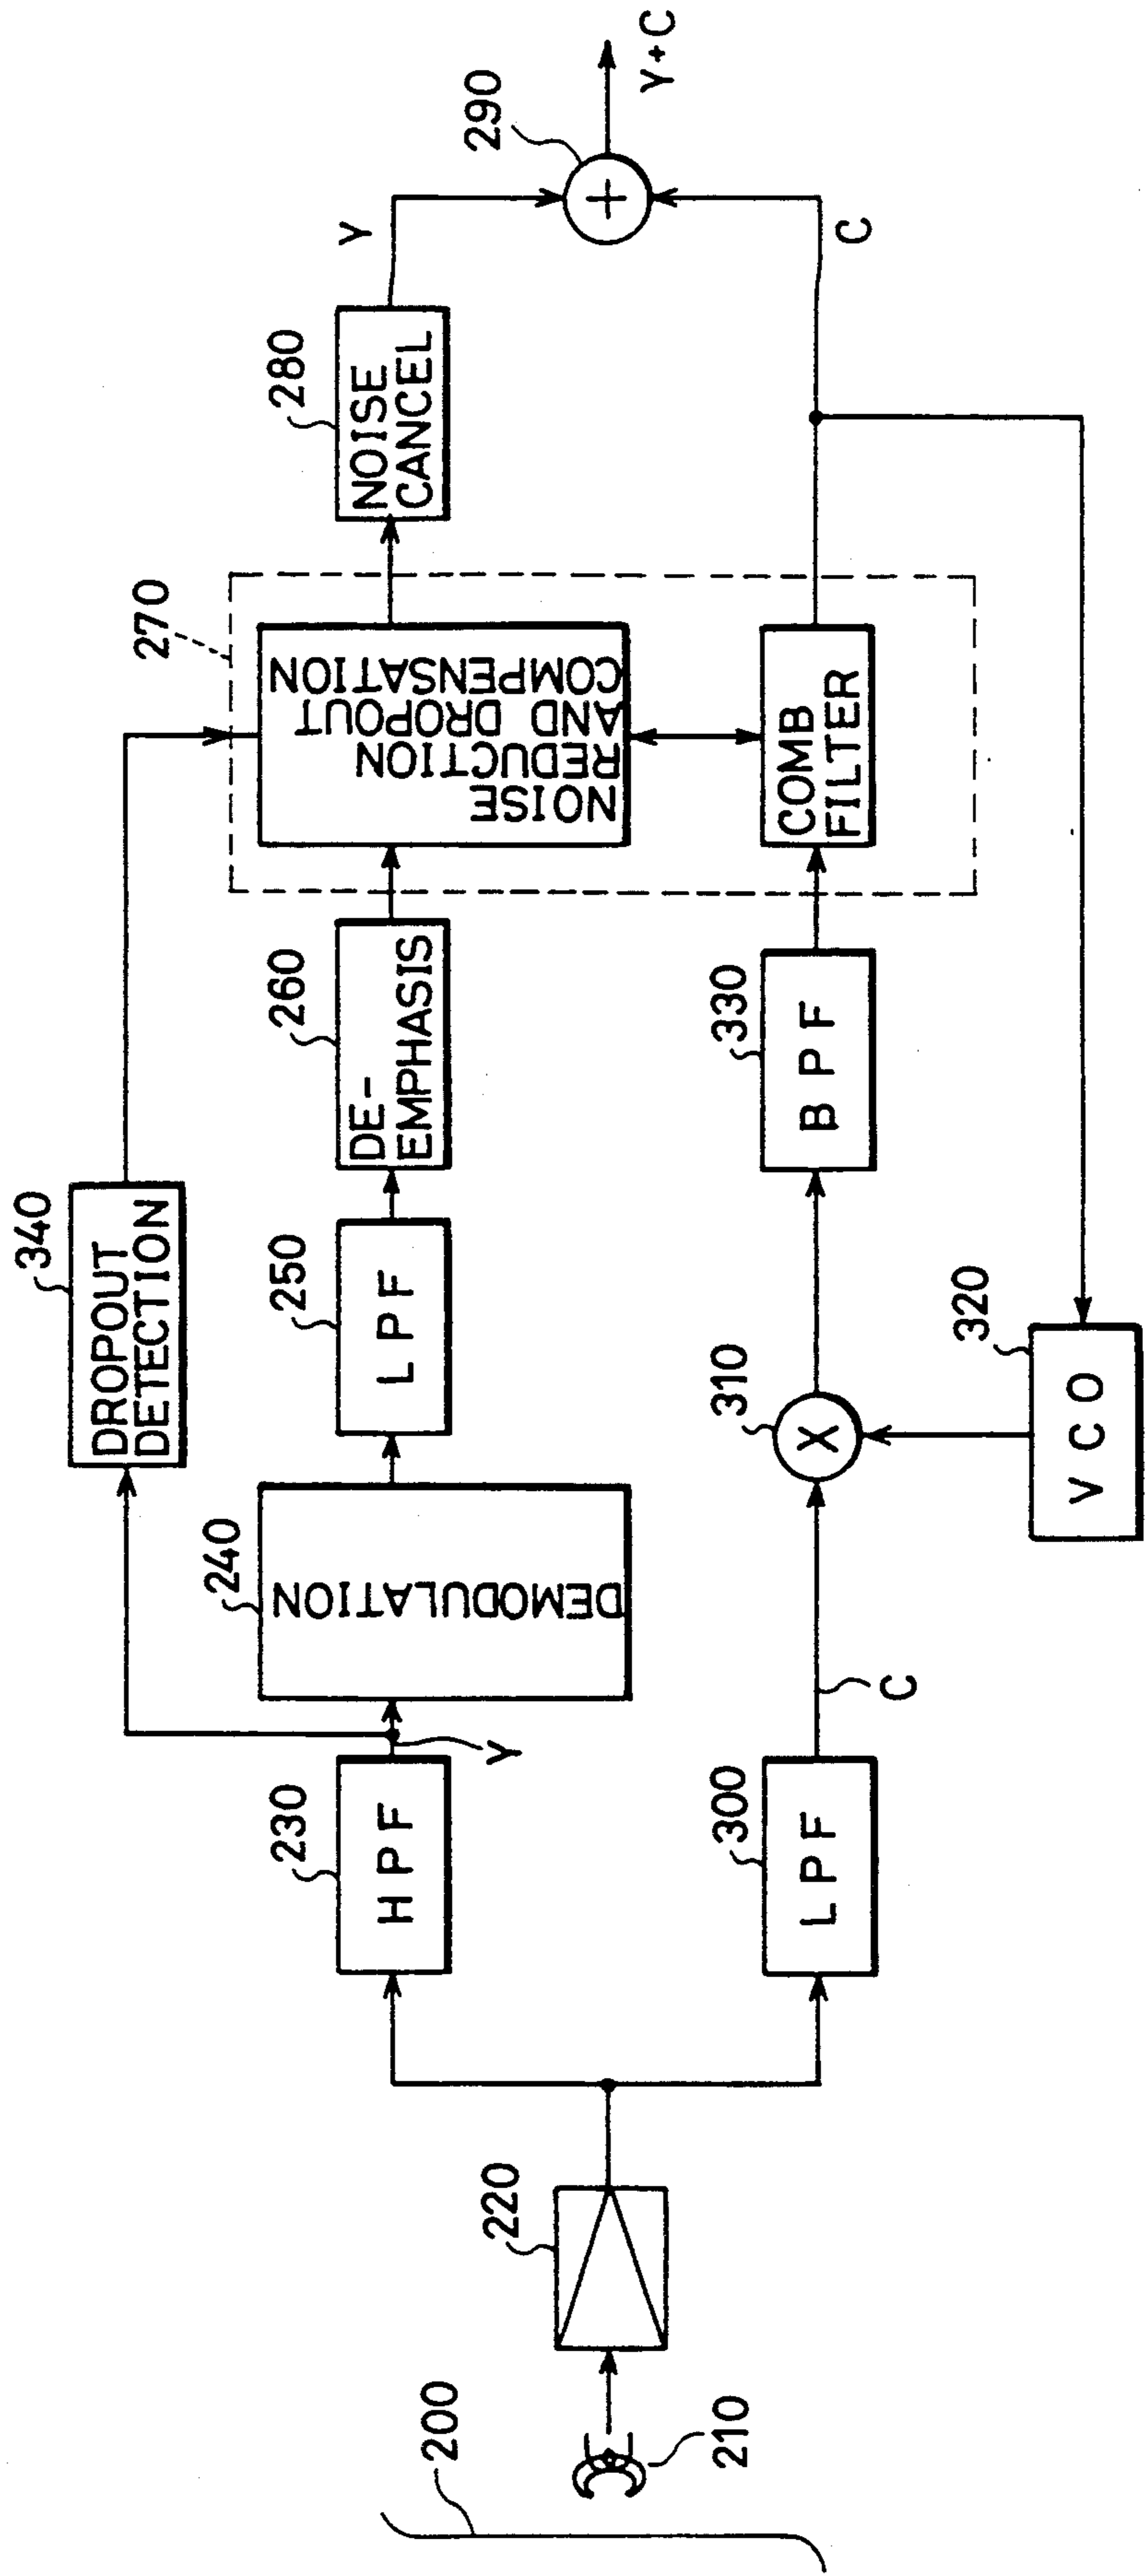 200
210
220
230
HPF
Y
240
DEMODULATION
340
DROPOUT
DETECTION
250
LPF
260
DE-
EMPHASIS
270
NOISE
REDUCTION
AND DROPOUT
COMPENSATION
280
NOISE
CANCEL
Y
290
+
Y+C
300
LPF
C
310
X
320
VCO
330
BPF
COMB
FILTER
C